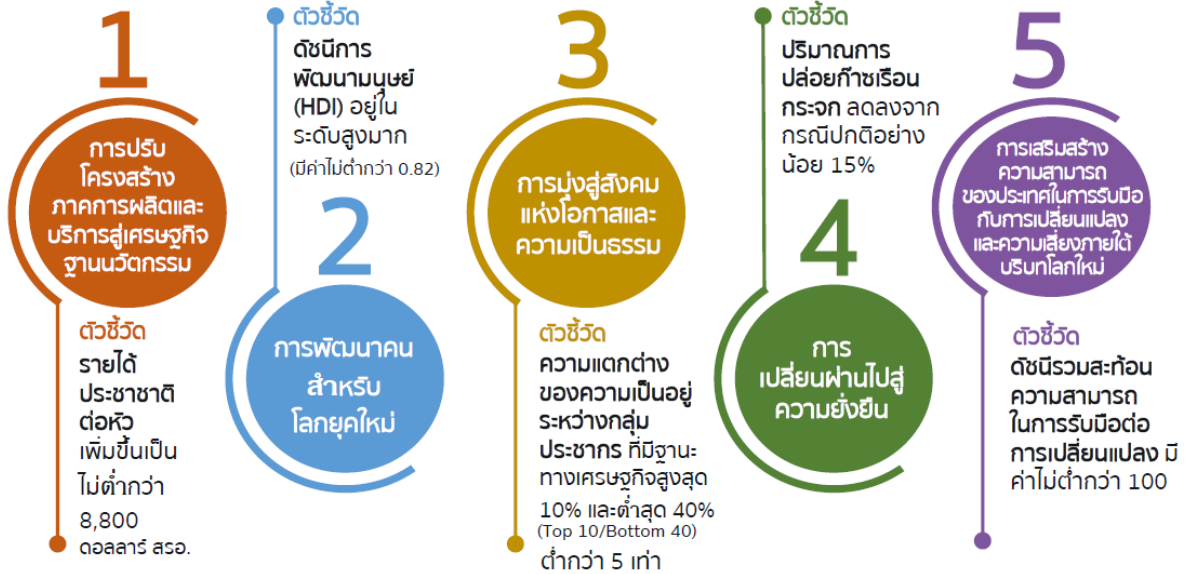 1
การปรับ
โครงสร้าง
ภาคการผลิตและ
บริการสู่เศรษฐกิจ
ฐานนวัตกรรม
ตัวชี้วัด
รายได้
ประชาชาติ
ต่อหัว
เพิ่มขึ้นเป็น
ไม่ต่ำกว่า
8,800
ดอลลาร์ สรอ.
ตัวชี้วัด
ดัชนีการ
พัฒนามนุษย์
(HDI) อยู่ใน
ระดับสูงมาก
(มีค่าไม่ต่ำกว่า 0.82)
2
การพัฒนาคน
สำหรับ
โลกยุคใหม่
3
การมุ่งสู่สังคม
แห่งโอกาสและ
ความเป็นธรรม
ตัวชี้วัด
ความแตกต่าง
ของความเป็นอยู่
ระหว่างกลุ่ม
ประชากร ที่มีฐานะ
ทางเศรษฐกิจสูงสุด
10% และต่ำสุด 40%
(Top 10/Bottom 40)
ต่ำกว่า 5 เท่า
ตัวชี้วัด
ปริมาณการ
ปล่อยก๊าซเรือน
กระจก ลดลงจาก
กรณีปกติอย่าง
น้อย 15%
4
การ
เปลี่ยนผ่านไปสู่
ความยั่งยืน
5
การเสริมสร้าง
ความสามารถ
ของประเทศในการรับมือ
กับการเปลี่ยนแปลง
และความเสี่ยงภายใต้
บริบทโลกใหม่
ตัวชี้วัด
ดัชนีรวมสะท้อน
ความสามารถ
ในการรับมือต่อ
การเปลี่ยนแปลง มี
ค่าไม่ต่ำกว่า 100